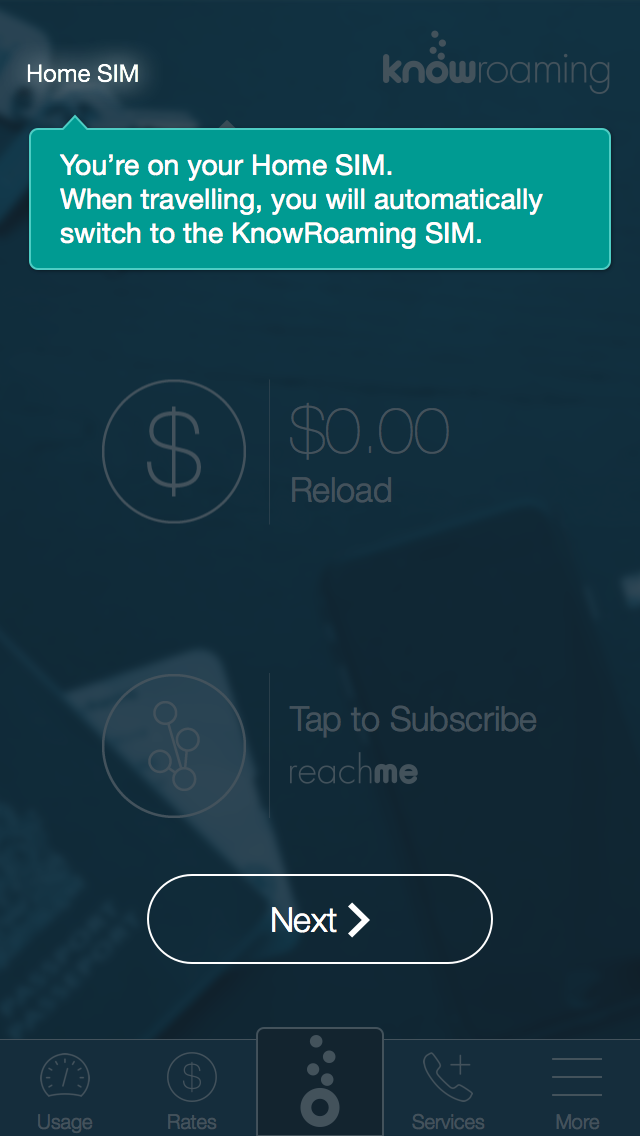 Home SIM
knowroaming
You're on your Home SIM.
When travelling, you will automatically
switch to the KnowRoaming SIM.
$
$0.00
Reload
Tap to Subscribe
reachme
Next
Usage
$
Rates
Services
More